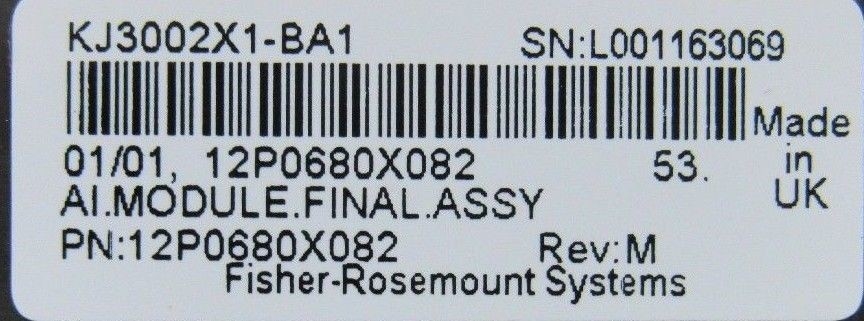 KJ3002X1-BA1 SN:L001163069
Made
01/01, 12P0680X082 53. in
AI.MODULE.FINAL.ASSY UK
PN:12P0680X082 Rev:M
Fisher-Rosemount Systems